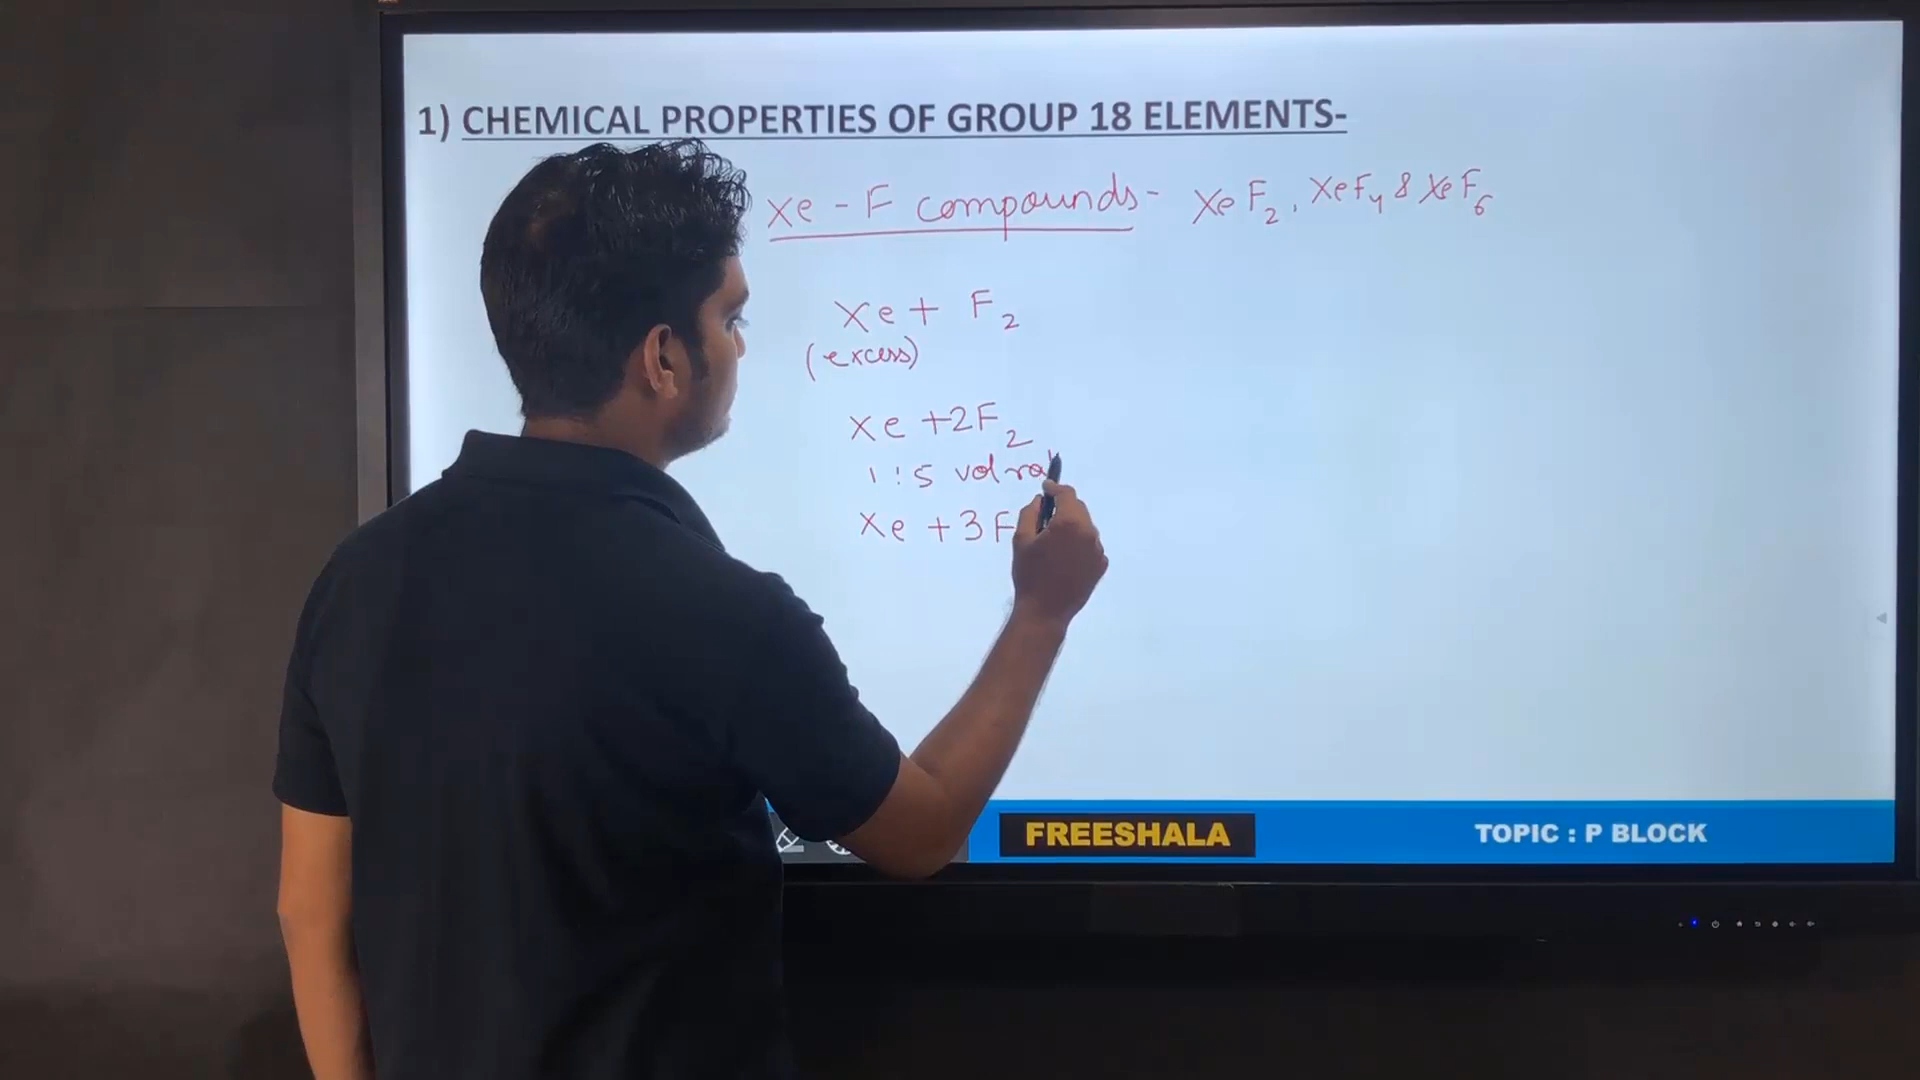 1) CHEMICAL PROPERTIES OF GROUP 18 ELEMENTS-
Xe - F compounds - XeF₂, XeF₄ & XeF₆
Xe + F₂
(excess)
Xe + 2F₂
1 : 5 vol
Xe + 3F
FREESHALA
TOPIC : P BLOCK